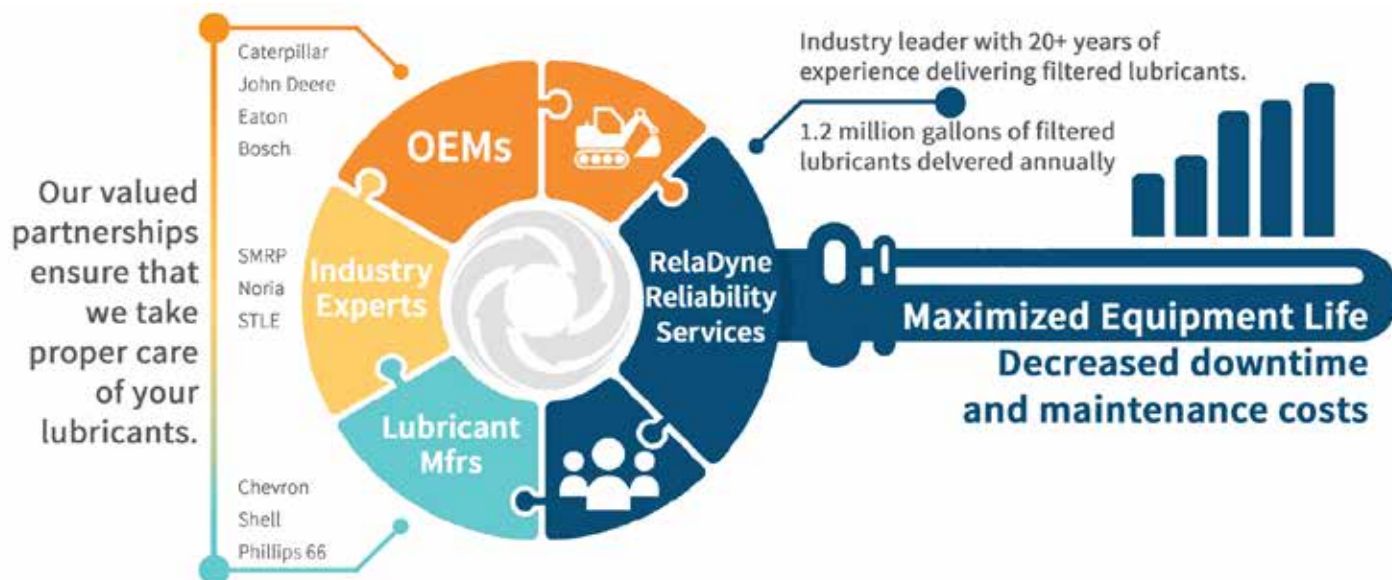 Our valued
partnerships
ensure that
we take
proper care
of your
lubricants.
Caterpillar
John Deere
Eaton
Bosch
SMRP
Noria
STLE
Chevron
Shell
Phillips 66
OEMs
Industry
Experts
Lubricant
Mfrs
RelaDyne
Reliability
Services
Industry leader with 20+ years of
experience delivering filtered lubricants.
1.2 million gallons of filtered
lubricants delvered annually
Maximized Equipment Life
Decreased downtime
and maintenance costs